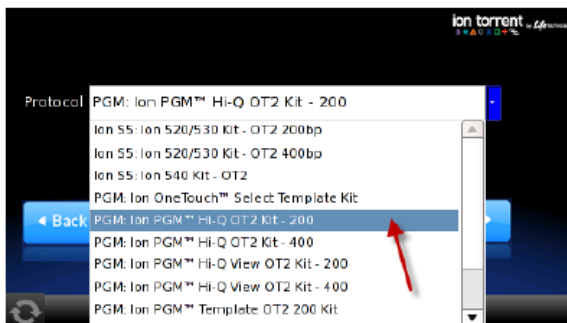 ion torrent
by Life technologies
Protocol PGM: Ion PGM™ Hi-Q OT2 Kit - 200
Ion S5: Ion 520/530 Kit - OT2 200bp
Ion S5: Ion 520/530 Kit - OT2 400bp
Ion S5: Ion 540 Kit - OT2
PGM: Ion OneTouch™ Select Template Kit
Back
PGM: Ion PGM™ Hi-Q OT2 Kit - 200
PGM: Ion PGM™ Hi-Q OT2 Kit - 400
PGM: Ion PGM™ Hi-Q View OT2 Kit - 200
PGM: Ion PGM™ Hi-Q View OT2 Kit - 400
PGM: Ion PGM™ Template OT2 200 Kit